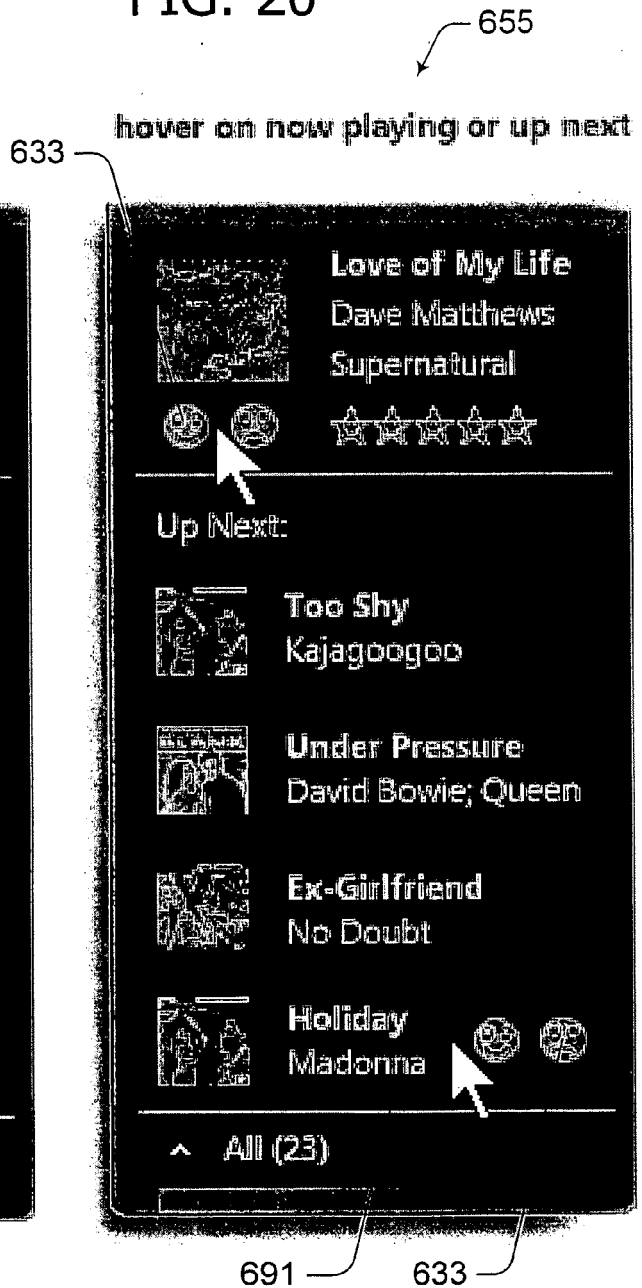 FIG. 20
655
hover on now playing or up next
633
Love of My Life
Dave Matthews
Supernatural
Up Next:
Too Shy
Kajagoogoo
Under Pressure
David Bowie; Queen
Ex-Girlfriend
No Doubt
Holiday
Madonna
All (23)
691
633